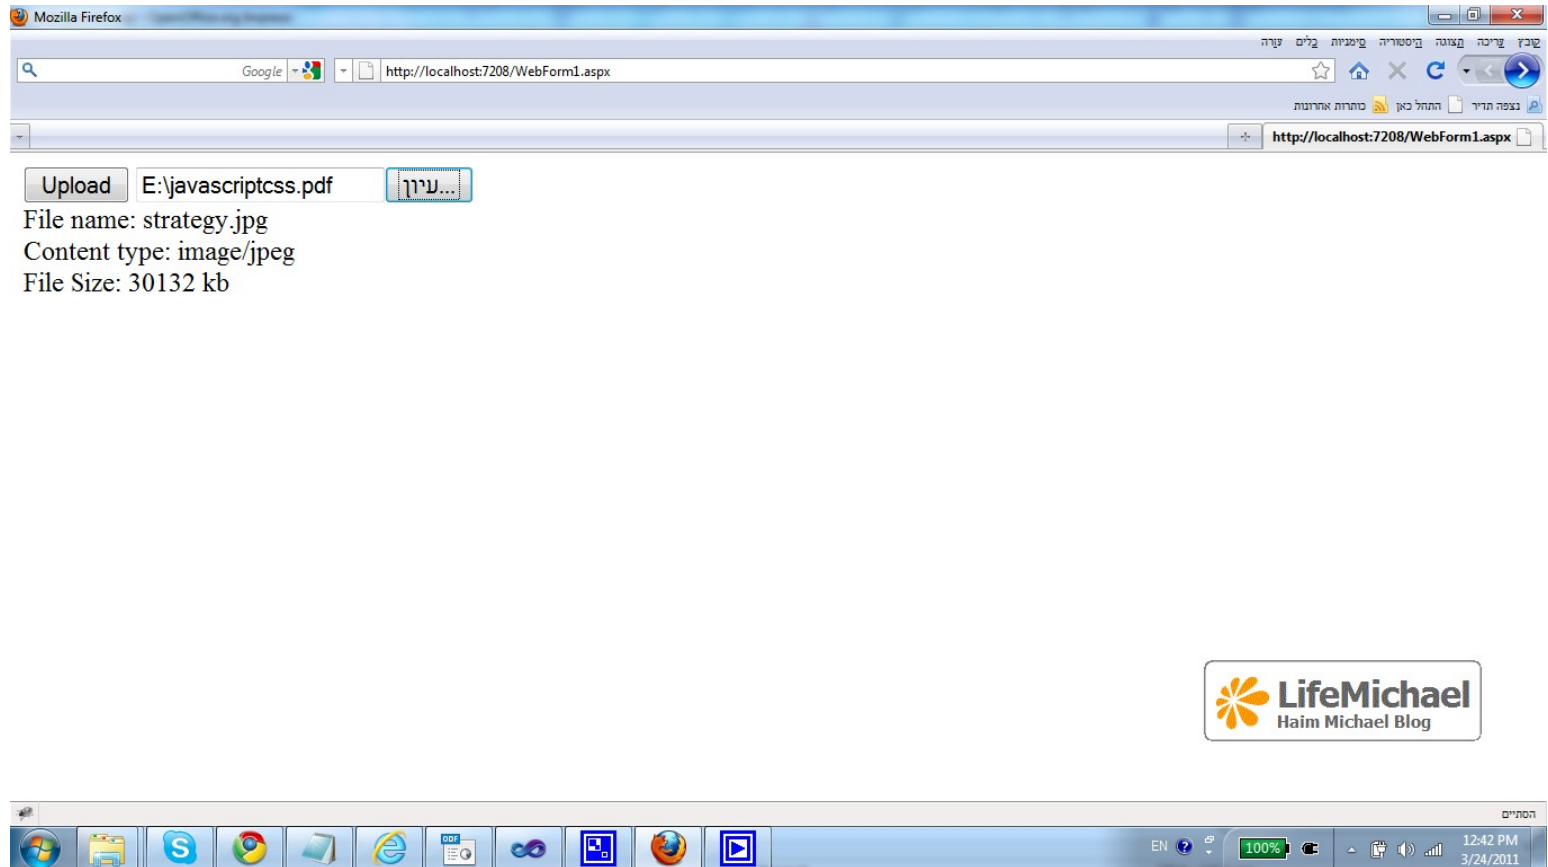 Mozilla Firefox
קובץ עריכה תצוגה היסטוריה סימניות כלים עזרה
Google http://localhost:7208/WebForm1.aspx
נצפה תדיר התחל כאן כותרות אחרונות
http://localhost:7208/WebForm1.aspx
Upload E:\javascriptcss.pdf עיון...
File name: strategy.jpg
Content type: image/jpeg
File Size: 30132 kb
LifeMichael
Haim Michael Blog
הסתיים
ODF
EN 100% 12:42 PM
3/24/2011